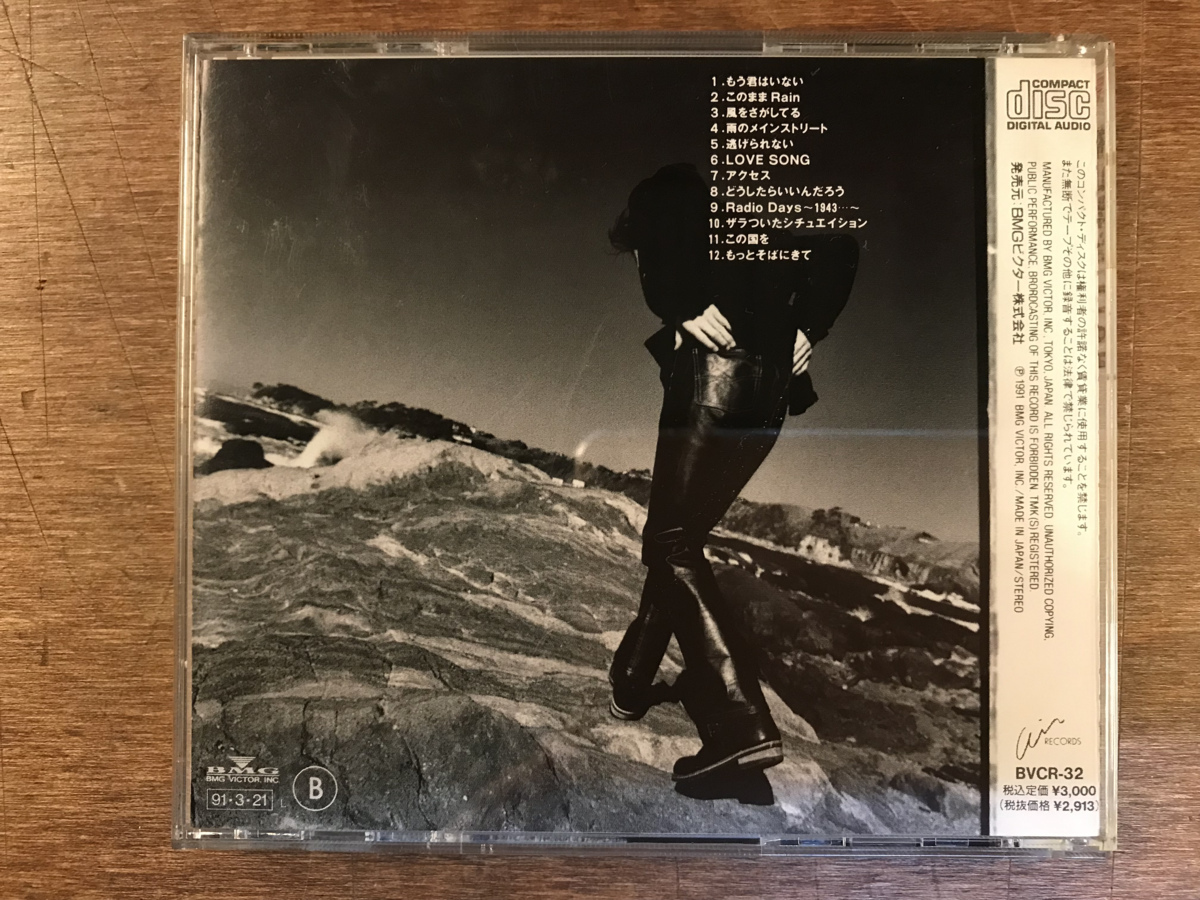 1.もう君はいない
2.このまま Rain
3.風をさがしてる
4.雨のメインストリート
5.逃げられない
6.LOVE SONG
7.アクセス
8.どうしたらいいんだろう
9.Radio Days〜1943…〜
10.ザラついたシチュエイション
11.この国を
12.もっとそばにきて
COMPACT
disc
DIGITAL AUDIO
このコンパクト・ディスクは権利者の許諾なく賃貸業に使用することを禁じます。
また無断でテープその他に録音することは法律で禁じられています。
MANUFACTURED BY BMG VICTOR, INC., TOKYO, JAPAN. ALL RIGHTS RESERVED. UNAUTHORIZED COPYING,
PUBLIC PERFORMANCE, BRORDCASTING OF THIS RECORD IS FORBIDDEN. TMK(S) REGISTERED.
発売元:BMGビクター株式会社 Ⓟ1991 BMG VICTOR, INC./MADE IN JAPAN/STEREO
Air RECORDS
BVCR-32
税込定価 ¥3,000
(税抜価格 ¥2,913)
BMG
BMG VICTOR, INC
91・3・21 L
B